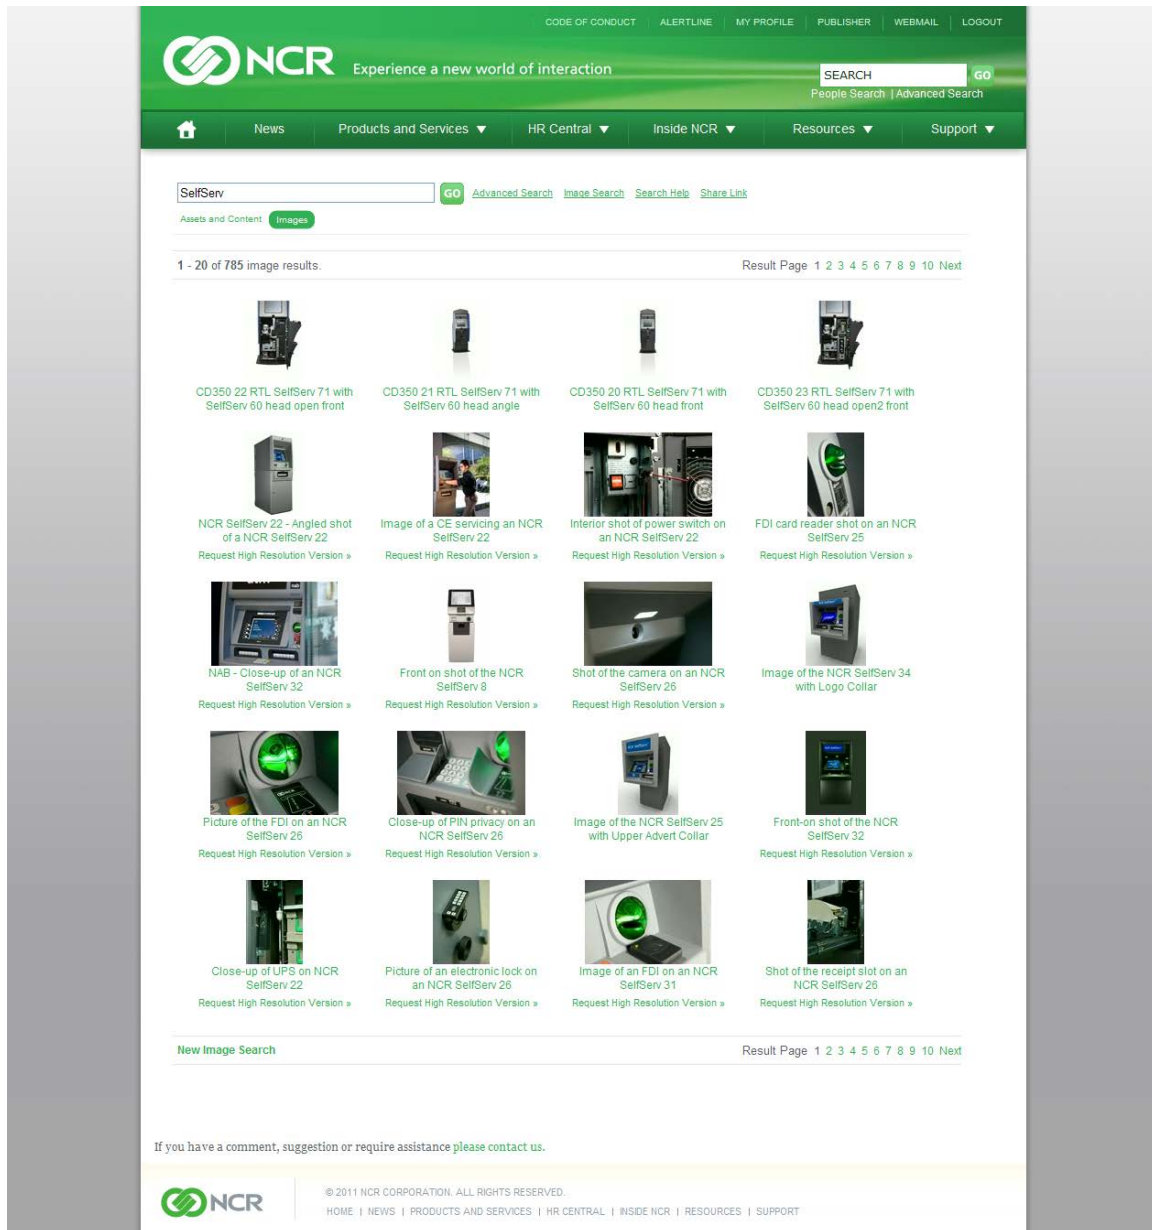 CODE OF CONDUCT ALERTLINE MY PROFILE PUBLISHER WEBMAIL LOGOUT
NCR Experience a new world of interaction
SEARCH GO
People Search | Advanced Search
News Products and Services ▼ HR Central ▼ Inside NCR ▼ Resources ▼ Support ▼
SelfServ GO Advanced Search Image Search Search Help Share Link
Assets and Content Images
1 - 20 of 785 image results. Result Page 1 2 3 4 5 6 7 8 9 10 Next
CD350 22 RTL SelfServ 71 with CD350 21 RTL SelfServ 71 with CD350 20 RTL SelfServ 71 with CD350 23 RTL SelfServ 71 with
SelfServ 60 head open front SelfServ 60 head angle SelfServ 60 head front SelfServ 60 head open2 front
NCR SelfServ 22 - Angled shot Image of a CE servicing an NCR Interior shot of power switch on FDI card reader shot on an NCR
of a NCR SelfServ 22 SelfServ 22 an NCR SelfServ 22 SelfServ 25
Request High Resolution Version » Request High Resolution Version » Request High Resolution Version » Request High Resolution Version »
NAB - Close-up of an NCR Front on shot of the NCR Shot of the camera on an NCR Image of the NCR SelfServ 34
SelfServ 32 SelfServ 8 SelfServ 26 with Logo Collar
Request High Resolution Version » Request High Resolution Version » Request High Resolution Version »
Picture of the FDI on an NCR Close-up of PIN privacy on an Image of the NCR SelfServ 25 Front-on shot of the NCR
SelfServ 26 NCR SelfServ 26 with Upper Advert Collar SelfServ 32
Request High Resolution Version » Request High Resolution Version » Request High Resolution Version »
Close-up of UPS on NCR Picture of an electronic lock on Image of an FDI on an NCR Shot of the receipt slot on an
SelfServ 22 an NCR SelfServ 26 SelfServ 31 NCR SelfServ 26
Request High Resolution Version » Request High Resolution Version » Request High Resolution Version » Request High Resolution Version »
New Image Search Result Page 1 2 3 4 5 6 7 8 9 10 Next
If you have a comment, suggestion or require assistance please contact us.
NCR © 2011 NCR CORPORATION. ALL RIGHTS RESERVED.
HOME | NEWS | PRODUCTS AND SERVICES | HR CENTRAL | INSIDE NCR | RESOURCES | SUPPORT